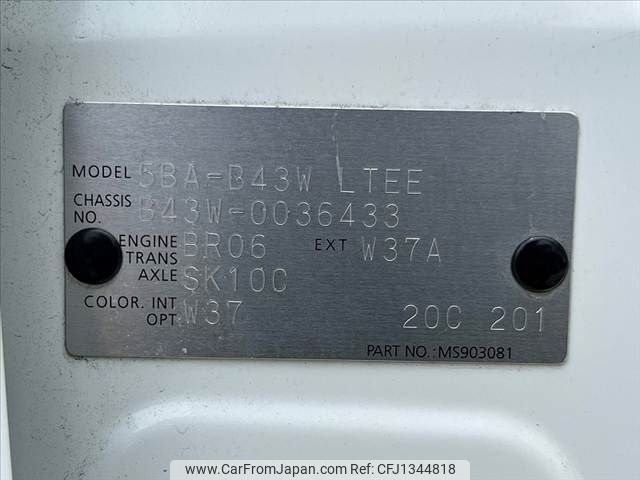 MODEL 5BA-B43W LTEE
CHASSIS NO. B43W-0036433
ENGINE BR06 EXT W37A
TRANS AXLE SK10C
COLOR. INT W37
OPT. 20C 201
PART NO.:MS903081
www.CarFromJapan.com - CFJ1344818